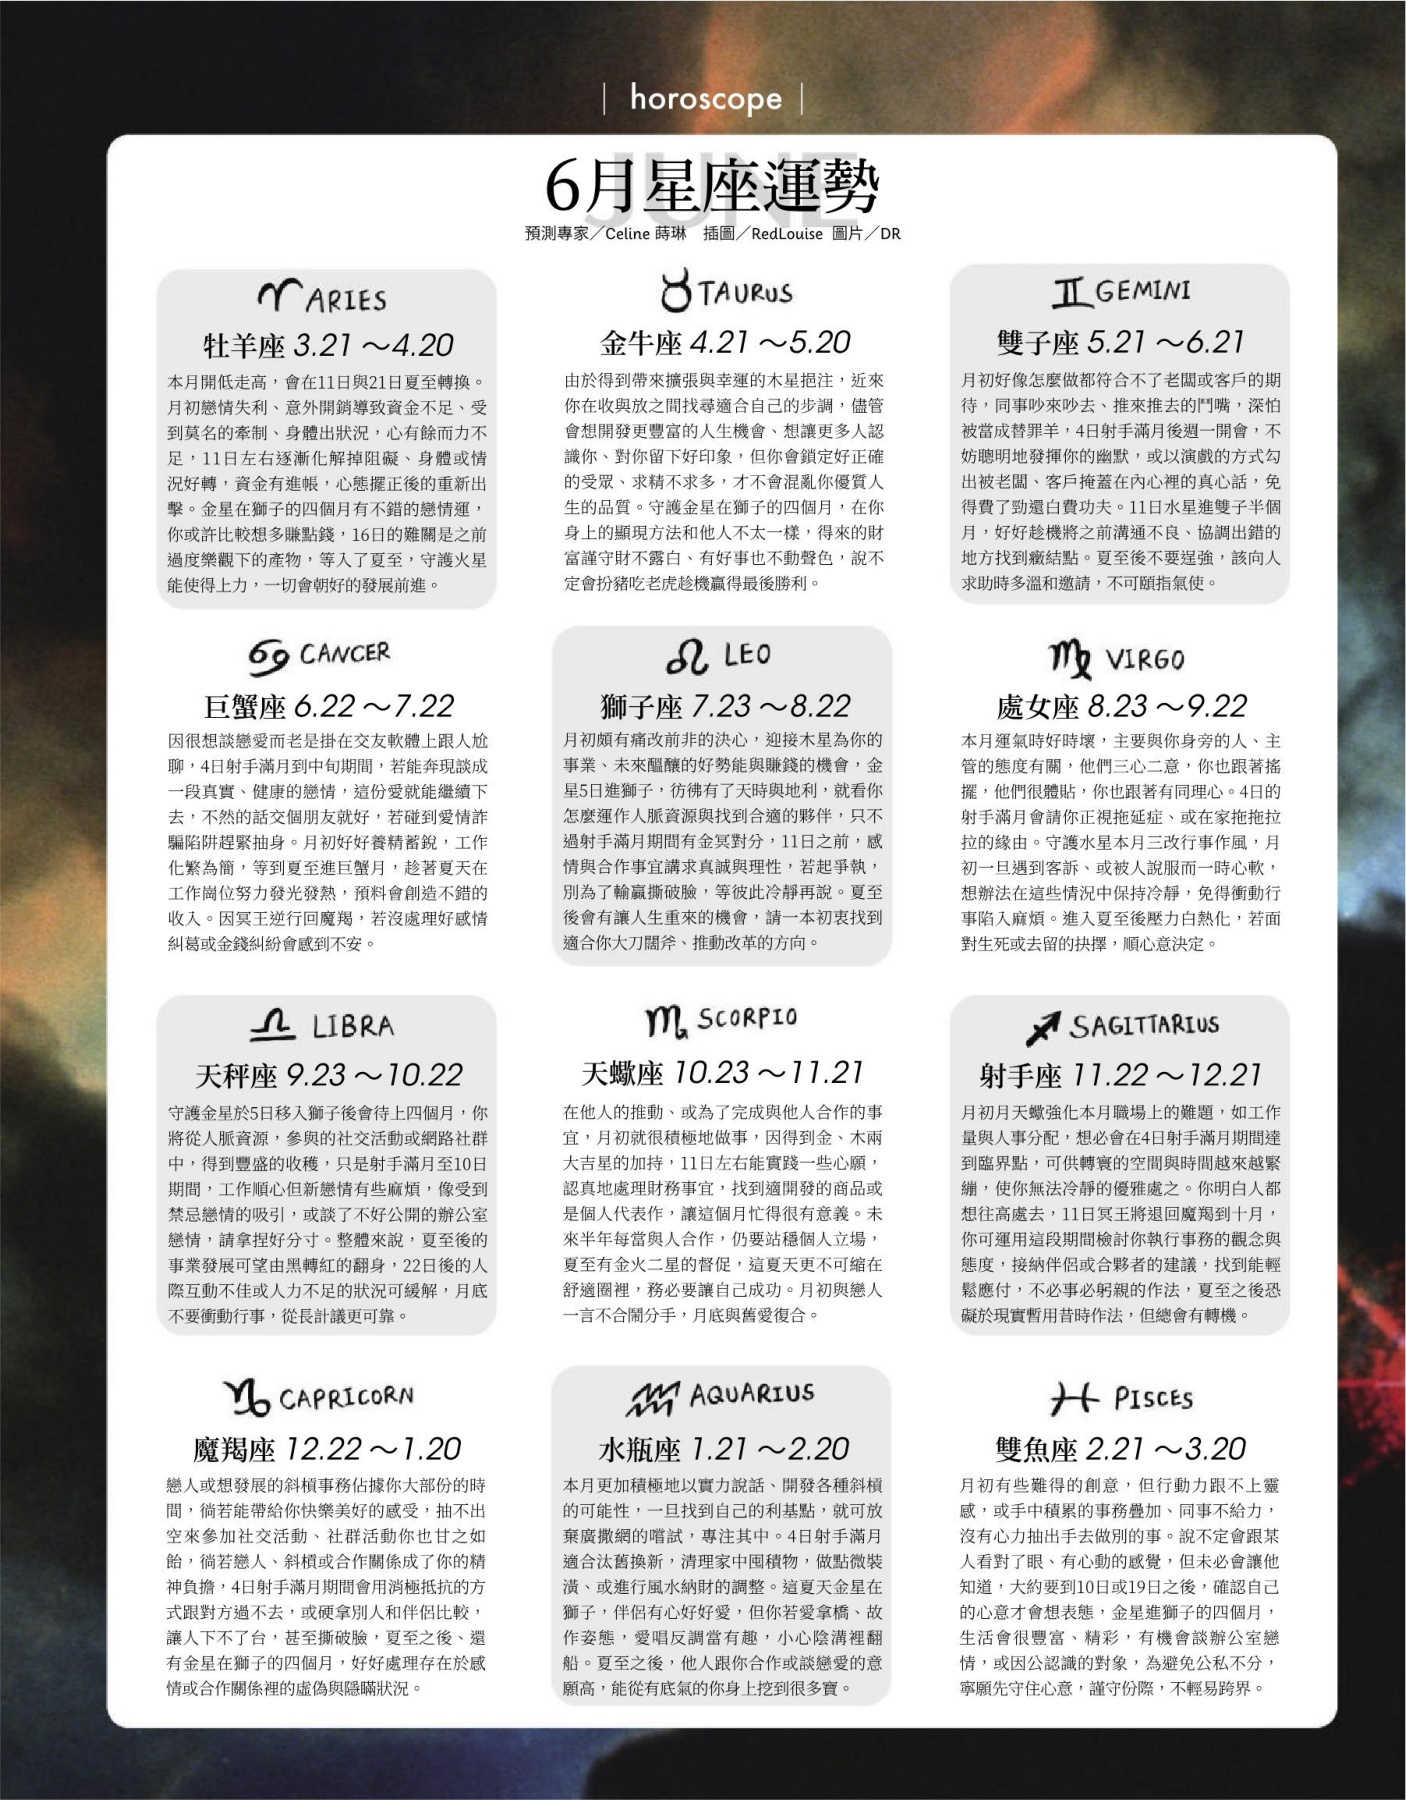 horoscope
JUNE
6月星座運勢
預測專家／Celine 蒔琳 插圖／RedLouise 圖片／DR
ARIES
牡羊座 3.21 ～4.20
本月開低走高，會在11日與21日夏至轉換。
月初戀情失利、意外開銷導致資金不足、受
到莫名的牽制、身體出狀況，心有餘而力不
足，11日左右逐漸化解掉阻礙、身體或情
況好轉，資金有進帳，心態擺正後的重新出
擊。金星在獅子的四個月有不錯的戀情運，
你或許比較想多賺點錢，16日的難關是之前
過度樂觀下的產物，等入了夏至，守護火星
能使得上力，一切會朝好的發展前進。
TAURUS
金牛座 4.21 ～5.20
由於得到帶來擴張與幸運的木星挹注，近來
你在收與放之間找尋適合自己的步調，儘管
會想開發更豐富的人生機會、想讓更多人認
識你、對你留下好印象，但你會鎖定好正確
的受眾、求精不求多，才不會混亂你優質人
生的品質。守護金星在獅子的四個月，在你
身上的顯現方法和他人不太一樣，得來的財
富謹守財不露白、有好事也不動聲色，說不
定會扮豬吃老虎趁機贏得最後勝利。
GEMINI
雙子座 5.21 ～6.21
月初好像怎麼做都符合不了老闆或客戶的期
待，同事吵來吵去、推來推去的鬥嘴，深怕
被當成替罪羊，4日射手滿月後週一開會，不
妨聰明地發揮你的幽默，或以演戲的方式勾
出被老闆、客戶掩蓋在內心裡的真心話，免
得費了勁還白費功夫。11日水星進雙子半個
月，好好趁機將之前溝通不良、協調出錯的
地方找到癥結點。夏至後不要逞強，該向人
求助時多溫和邀請，不可頤指氣使。
CANCER
巨蟹座 6.22 ～7.22
因很想談戀愛而老是掛在交友軟體上跟人尬
聊，4日射手滿月到中旬期間，若能奔現談成
一段真實、健康的戀情，這份愛就能繼續下
去，不然的話交個朋友就好，若碰到愛情詐
騙陷阱趕緊抽身。月初好好養精蓄銳，工作
化繁為簡，等到夏至進巨蟹月，趁著夏天在
工作崗位努力發光發熱，預料會創造不錯的
收入。因冥王逆行回魔羯，若沒處理好感情
糾葛或金錢糾紛會感到不安。
LEO
獅子座 7.23 ～8.22
月初頗有痛改前非的決心，迎接木星為你的
事業、未來醞釀的好勢能與賺錢的機會，金
星5日進獅子，彷彿有了天時與地利，就看你
怎麼運作人脈資源與找到合適的夥伴，只不
過射手滿月期間有金冥對分，11日之前，感
情與合作事宜講求真誠與理性，若起爭執，
別為了輸贏撕破臉，等彼此冷靜再說。夏至
後會有讓人生重來的機會，請一本初衷找到
適合你大刀闊斧、推動改革的方向。
VIRGO
處女座 8.23 ～9.22
本月運氣時好時壞，主要與你身旁的人、主
管的態度有關，他們三心二意，你也跟著搖
擺，他們很體貼，你也跟著有同理心。4日的
射手滿月會請你正視拖延症、或在家拖拖拉
拉的緣由。守護水星本月三改行事作風，月
初一旦遇到客訴、或被人說服而一時心軟，
想辦法在這些情況中保持冷靜，免得衝動行
事陷入麻煩。進入夏至後壓力白熱化，若面
對生死或去留的抉擇，順心意決定。
LIBRA
天秤座 9.23 ～10.22
守護金星於5日移入獅子後會待上四個月，你
將從人脈資源，參與的社交活動或網路社群
中，得到豐盛的收穫，只是射手滿月至10日
期間，工作順心但新戀情有些麻煩，像受到
禁忌戀情的吸引，或談了不好公開的辦公室
戀情，請拿捏好分寸。整體來說，夏至後的
事業發展可望由黑轉紅的翻身，22日後的人
際互動不佳或人力不足的狀況可緩解，月底
不要衝動行事，從長計議更可靠。
SCORPIO
天蠍座 10.23 ～11.21
在他人的推動、或為了完成與他人合作的事
宜，月初就很積極地做事，因得到金、木兩
大吉星的加持，11日左右能實踐一些心願，
認真地處理財務事宜，找到適開發的商品或
是個人代表作，讓這個月忙得很有意義。未
來半年每當與人合作，仍要站穩個人立場，
夏至有金火二星的督促，這夏天更不可縮在
舒適圈裡，務必要讓自己成功。月初與戀人
一言不合鬧分手，月底與舊愛復合。
SAGITTARIUS
射手座 11.22 ～12.21
月初月天蠍強化本月職場上的難題，如工作
量與人事分配，想必會在4日射手滿月期間達
到臨界點，可供轉寰的空間與時間越來越緊
繃，使你無法冷靜的優雅處之。你明白人都
想往高處去，11日冥王將退回魔羯到十月，
你可運用這段期間檢討你執行事務的觀念與
態度，接納伴侶或合夥者的建議，找到能輕
鬆應付，不必事必躬親的作法，夏至之後恐
礙於現實暫用昔時作法，但總會有轉機。
CAPRICORN
魔羯座 12.22 ～1.20
戀人或想發展的斜槓事務佔據你大部份的時
間，徜若能帶給你快樂美好的感受，抽不出
空來參加社交活動、社群活動你也甘之如
飴，徜若戀人、斜槓或合作關係成了你的精
神負擔，4日射手滿月期間會用消極抵抗的方
式跟對方過不去，或硬拿別人和伴侶比較，
讓人下不了台，甚至撕破臉，夏至之後、還
有金星在獅子的四個月，好好處理存在於感
情或合作關係裡的虛偽與隱瞞狀況。
AQUARIUS
水瓶座 1.21 ～2.20
本月更加積極地以實力說話、開發各種斜槓
的可能性，一旦找到自己的利基點，就可放
棄廣撒網的嚐試，專注其中。4日射手滿月
適合汰舊換新，清理家中囤積物，做點微裝
潢、或進行風水納財的調整。這夏天金星在
獅子，伴侶有心好好愛，但你若愛拿橋、故
作姿態，愛唱反調當有趣，小心陰溝裡翻
船。夏至之後，他人跟你合作或談戀愛的意
願高，能從有底氣的你身上挖到很多寶。
PISCES
雙魚座 2.21 ～3.20
月初有些難得的創意，但行動力跟不上靈
感，或手中積累的事務疊加、同事不給力，
沒有心力抽出手去做別的事。說不定會跟某
人看對了眼、有心動的感覺，但未必會讓他
知道，大約要到10日或19日之後，確認自己
的心意才會想表態，金星進獅子的四個月，
生活會很豐富、精彩，有機會談辦公室戀
情，或因公認識的對象，為避免公私不分，
寧願先守住心意，謹守份際，不輕易跨界。